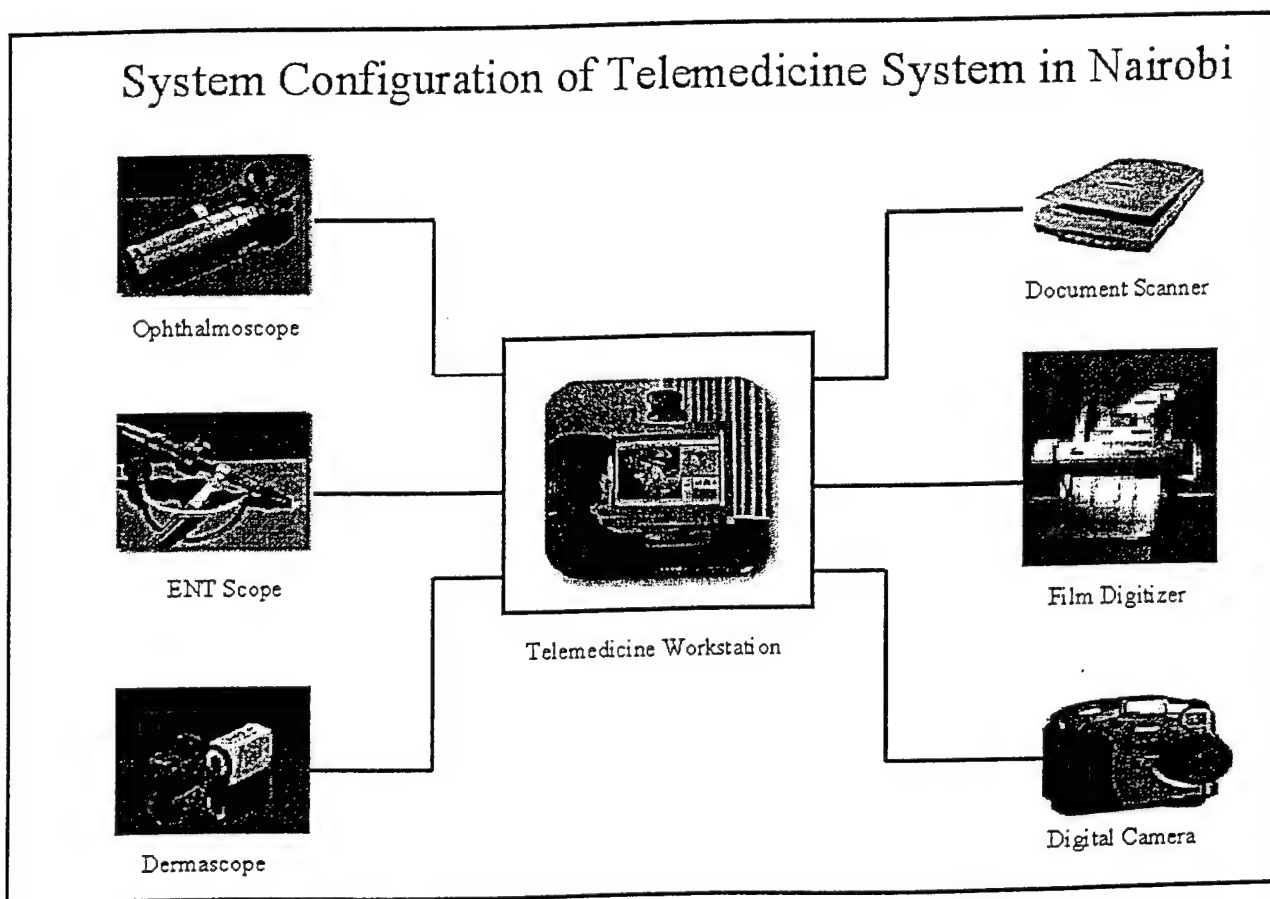 System Configuration of Telemedicine System in Nairobi
Ophthalmoscope
Document Scanner
ENT Scope
Telemedicine Workstation
Film Digitizer
Dermascope
Digital Camera